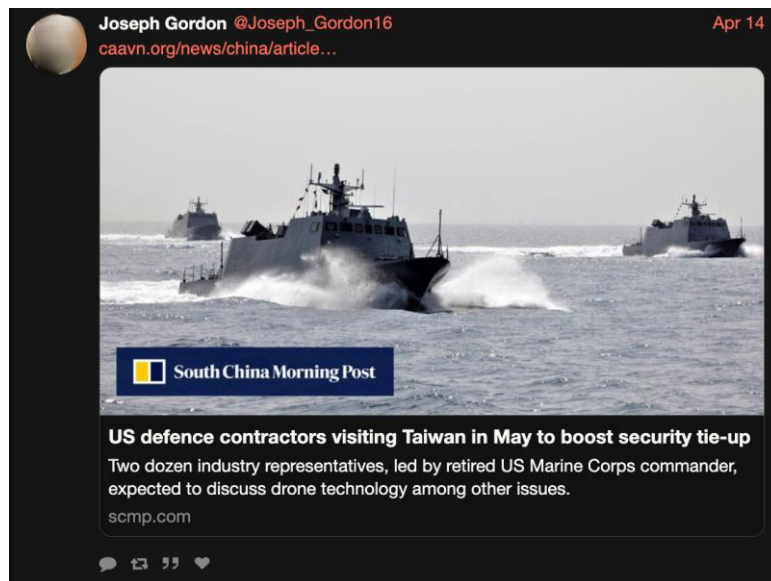 Joseph Gordon @Joseph_Gordon16 Apr 14
caavn.org/news/china/article…
South China Morning Post
US defence contractors visiting Taiwan in May to boost security tie-up
Two dozen industry representatives, led by retired US Marine Corps commander,
expected to discuss drone technology among other issues.
scmp.com